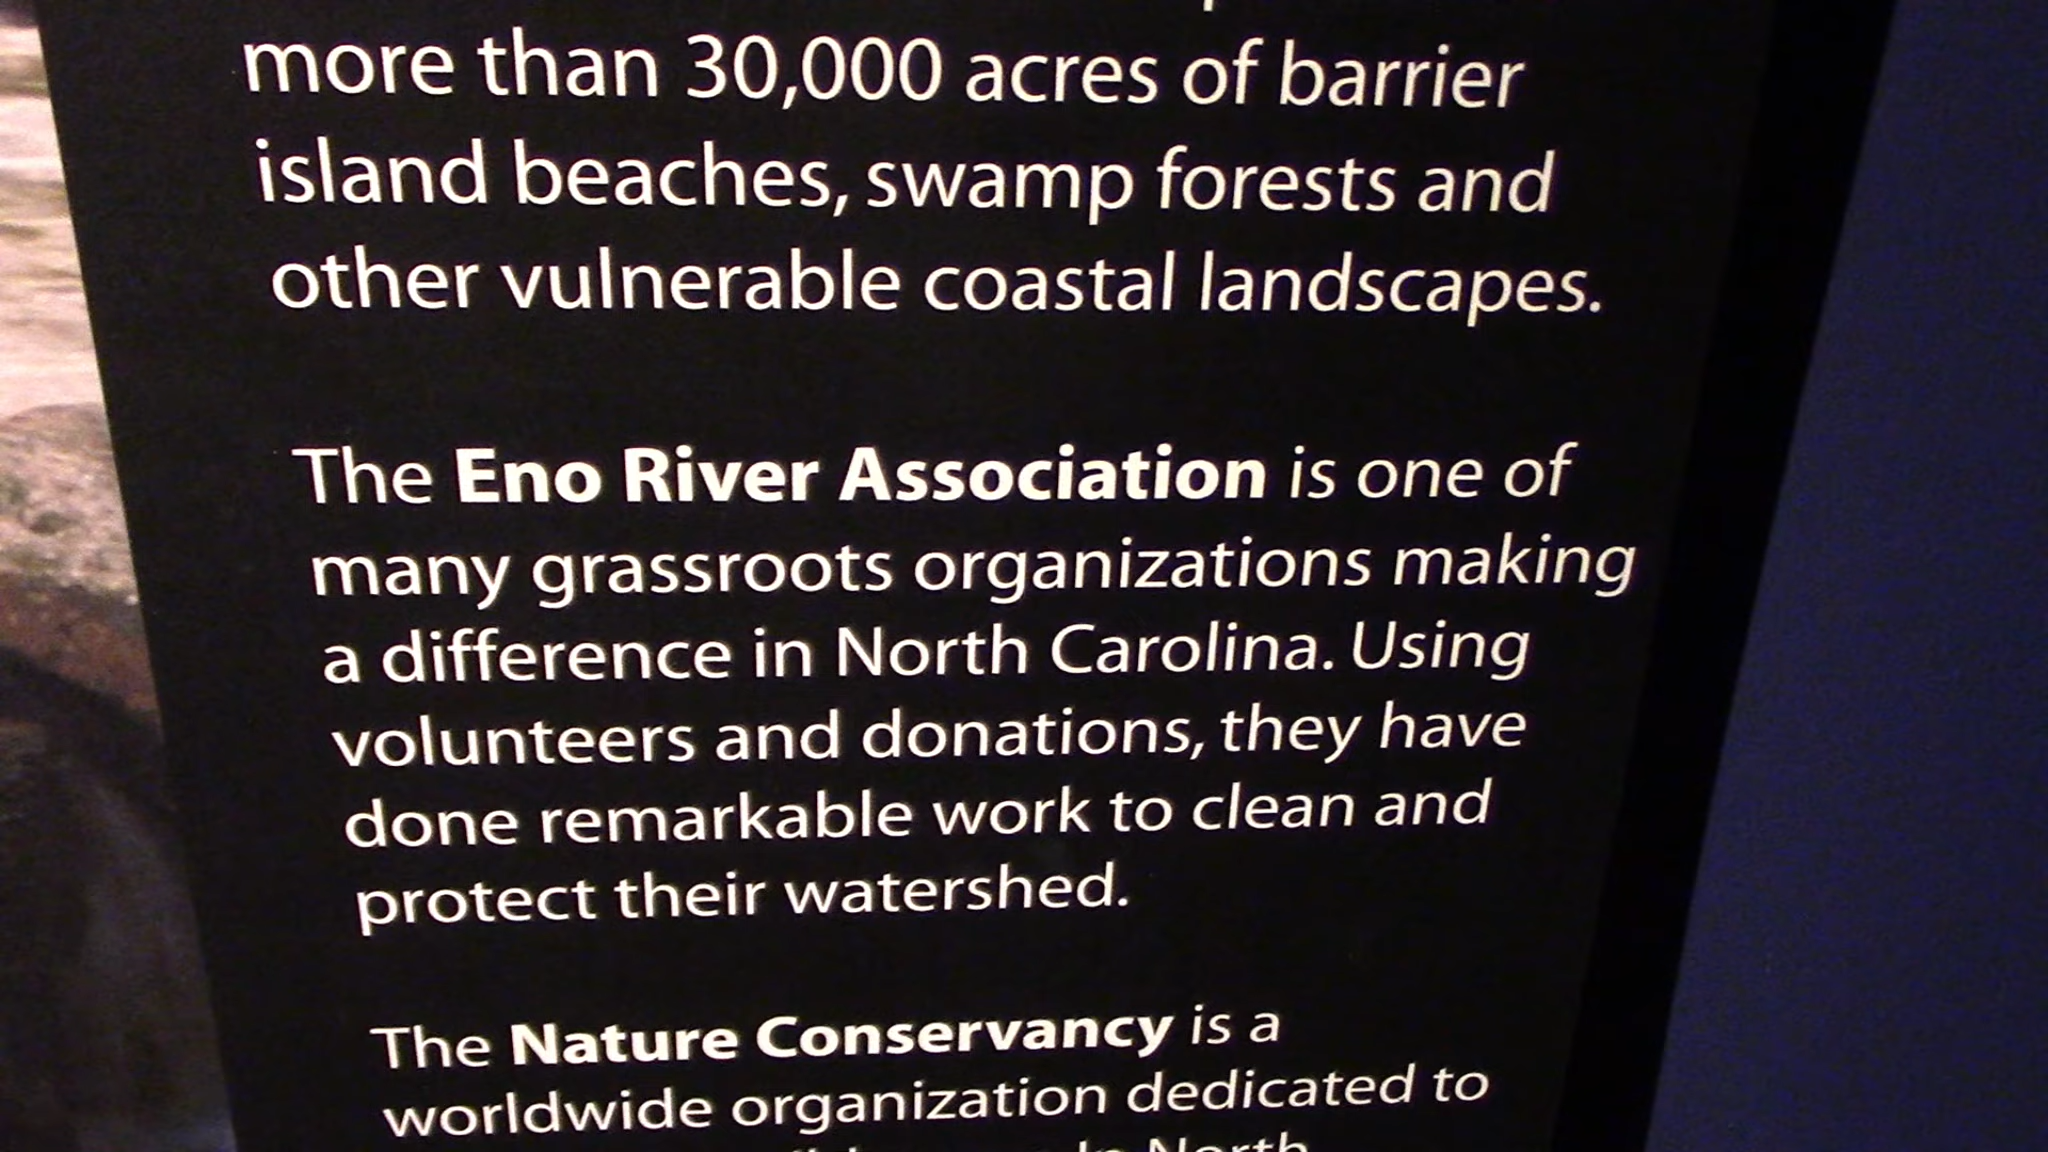 more than 30,000 acres of barrier
island beaches, swamp forests and
other vulnerable coastal landscapes.
The Eno River Association is one of
many grassroots organizations making
a difference in North Carolina. Using
volunteers and donations, they have
done remarkable work to clean and
protect their watershed.
The Nature Conservancy is a
worldwide organization dedicated to
In North